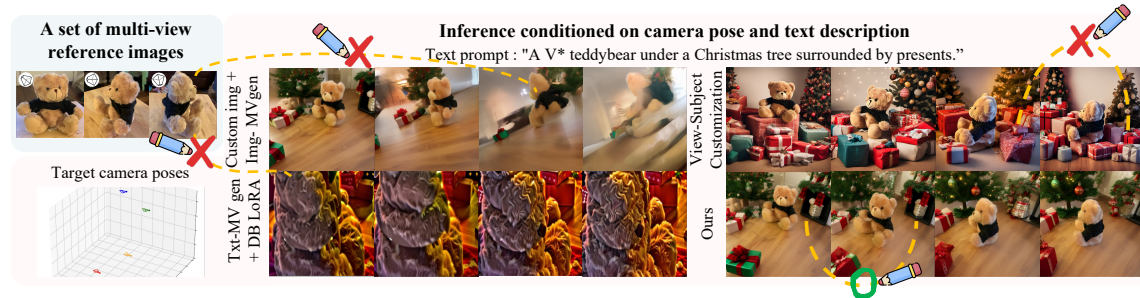 A set of multi-view
reference images
Inference conditioned on camera pose and text description
Text prompt : "A V* teddybear under a Christmas tree surrounded by presents.”
Custom img +
Img- MVgen
View-Subject
Customization
Target camera poses
Txt-MV gen
+ DB LoRA
Ours